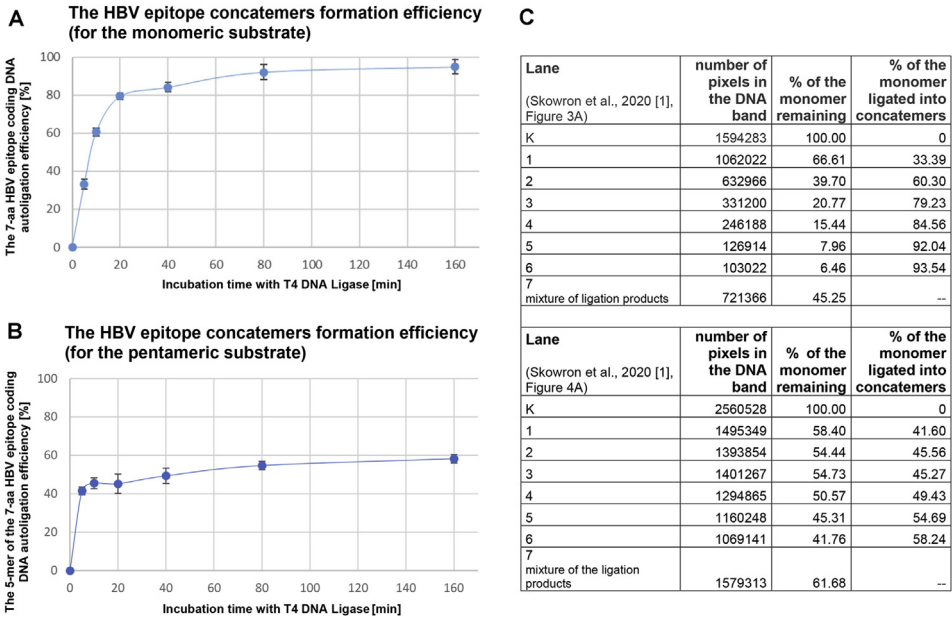 A
The HBV epitope concatemers formation efficiency
(for the monomeric substrate)
The 7-aa HBV epitope coding DNA
autoligation efficiency [%]
100
80
60
40
20
0
0 20 40 60 80 100 120 140 160
Incubation time with T4 DNA Ligase [min]
B
The HBV epitope concatemers formation efficiency
(for the pentameric substrate)
The 5-mer of the 7-aa HBV epitope coding
DNA autoligation efficiency [%]
100
80
60
40
20
0
0 20 40 60 80 100 120 140 160
Incubation time with T4 DNA Ligase [min]
C
Lane
(Skowron et al., 2020 [1],
Figure 3A)
number of
pixels in
the DNA
band
% of the
monomer
remaining
% of the
monomer
ligated into
concatemers
K 1594283 100.00 0
1 1062022 66.61 33.39
2 632966 39.70 60.30
3 331200 20.77 79.23
4 246188 15.44 84.56
5 126914 7.96 92.04
6 103022 6.46 93.54
7
mixture of ligation products 721366 45.25 --
Lane
(Skowron et al., 2020 [1],
Figure 4A)
number of
pixels in
the DNA
band
% of the
monomer
remaining
% of the
monomer
ligated into
concatemers
K 2560528 100.00 0
1 1495349 58.40 41.60
2 1393854 54.44 45.56
3 1401267 54.73 45.27
4 1294865 50.57 49.43
5 1160248 45.31 54.69
6 1069141 41.76 58.24
7
mixture of the ligation
products 1579313 61.68 --